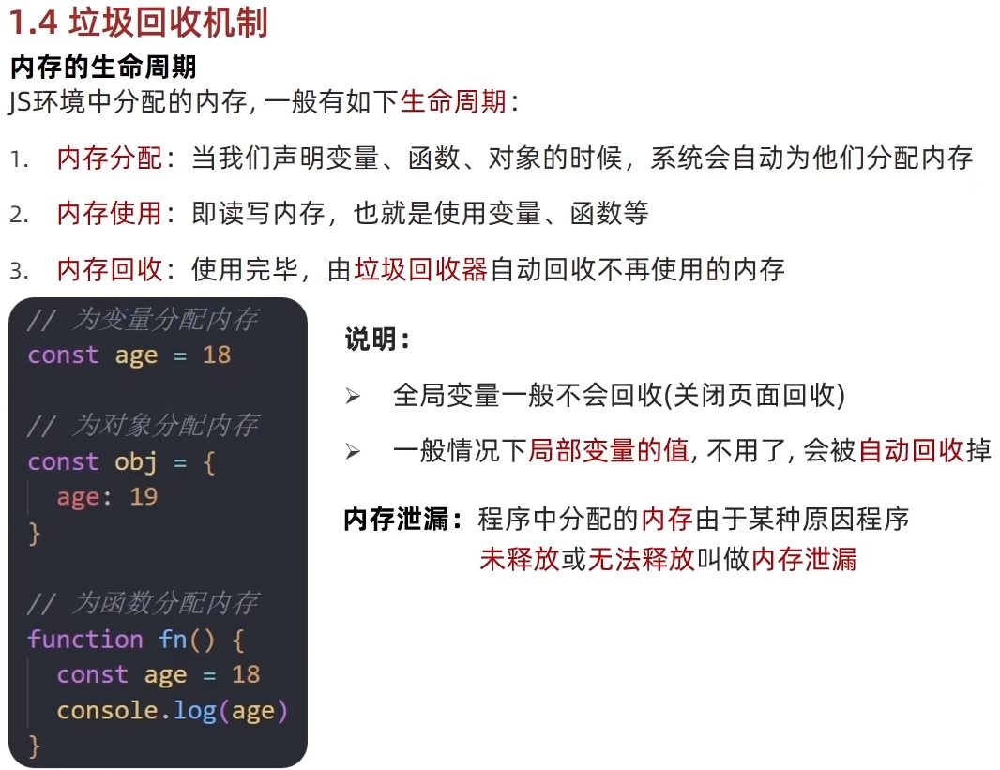 1.4 垃圾回收机制
内存的生命周期
JS环境中分配的内存, 一般有如下生命周期：
1. 内存分配：当我们声明变量、函数、对象的时候，系统会自动为他们分配内存
2. 内存使用：即读写内存，也就是使用变量、函数等
3. 内存回收：使用完毕，由垃圾回收器自动回收不再使用的内存
// 为变量分配内存
const age = 18
// 为对象分配内存
const obj = {
  age: 19
}
// 为函数分配内存
function fn() {
  const age = 18
  console.log(age)
}
说明：
➢ 全局变量一般不会回收(关闭页面回收)
➢ 一般情况下局部变量的值, 不用了, 会被自动回收掉
内存泄漏：程序中分配的内存由于某种原因程序
未释放或无法释放叫做内存泄漏